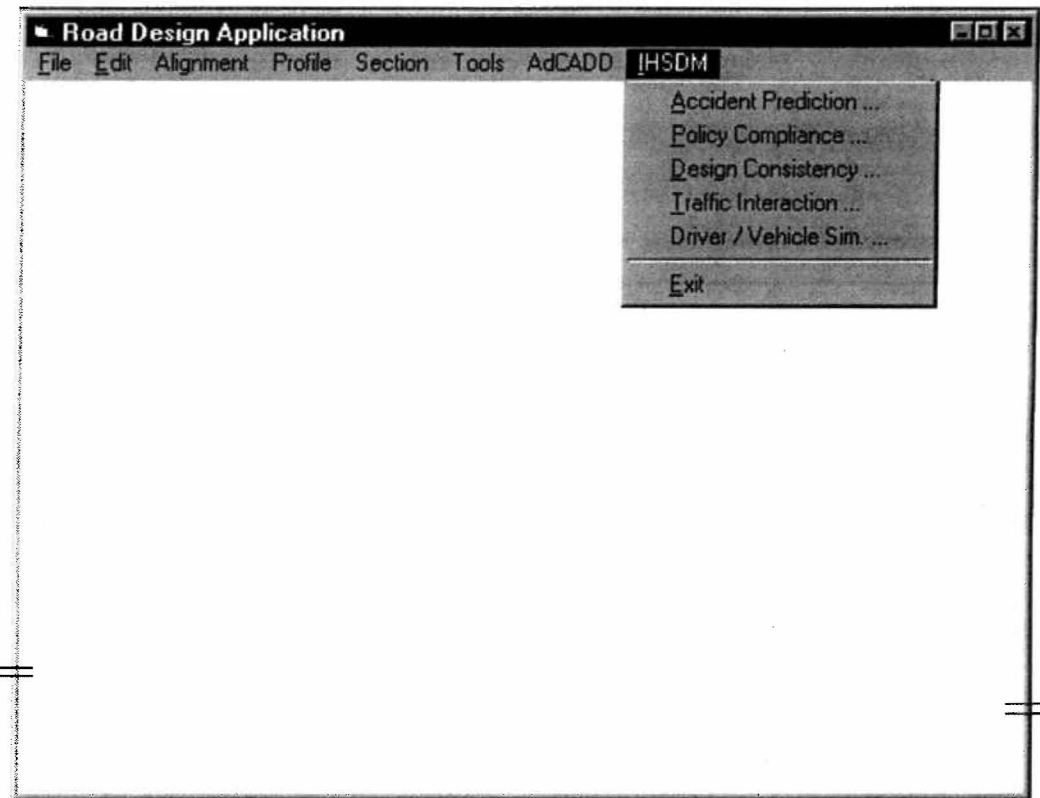 Road Design Application
File Edit Alignment Profile Section Tools AdCADD IHSDM
Accident Prediction ...
Policy Compliance ...
Design Consistency ...
Traffic Interaction ...
Driver / Vehicle Sim. ...
Exit